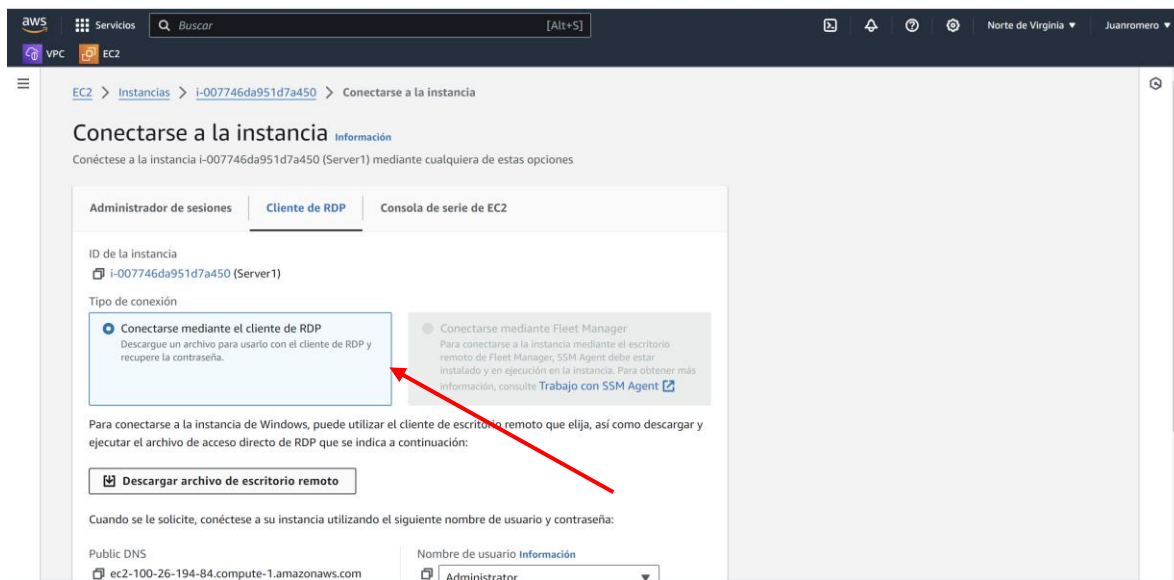 aws
Servicios
Buscar
[Alt+S]
Norte de Virginia
Juanromero
VPC
EC2
EC2 > Instancias > i-007746da951d7a450 > Conectarse a la instancia
Conectarse a la instancia Información
Conéctese a la instancia i-007746da951d7a450 (Server1) mediante cualquiera de estas opciones
Administrador de sesiones
Cliente de RDP
Consola de serie de EC2
ID de la instancia
i-007746da951d7a450 (Server1)
Tipo de conexión
Conectarse mediante el cliente de RDP
Descargue un archivo para usarlo con el cliente de RDP y
recupere la contraseña.
Conectarse mediante Fleet Manager
Para conectarse a la instancia mediante el escritorio
remoto de Fleet Manager, SSM Agent debe estar
instalado y en ejecución en la instancia. Para obtener más
información, consulte Trabajo con SSM Agent
Para conectarse a la instancia de Windows, puede utilizar el cliente de escritorio remoto que elija, así como descargar y
ejecutar el archivo de acceso directo de RDP que se indica a continuación:
Descargar archivo de escritorio remoto
Cuando se le solicite, conéctese a su instancia utilizando el siguiente nombre de usuario y contraseña:
Public DNS
ec2-100-26-194-84.compute-1.amazonaws.com
Nombre de usuario Información
Administrator